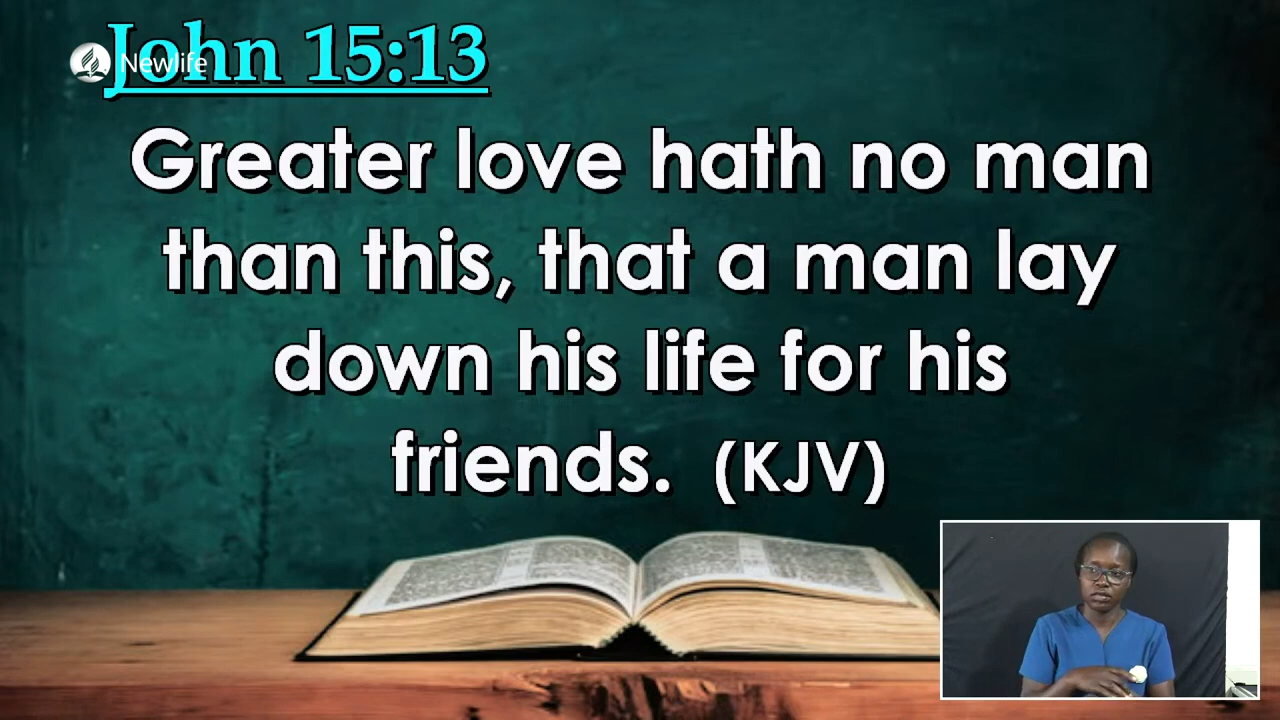 John 15:13
Newlife
Greater love hath no man
than this, that a man lay
down his life for his
friends. (KJV)